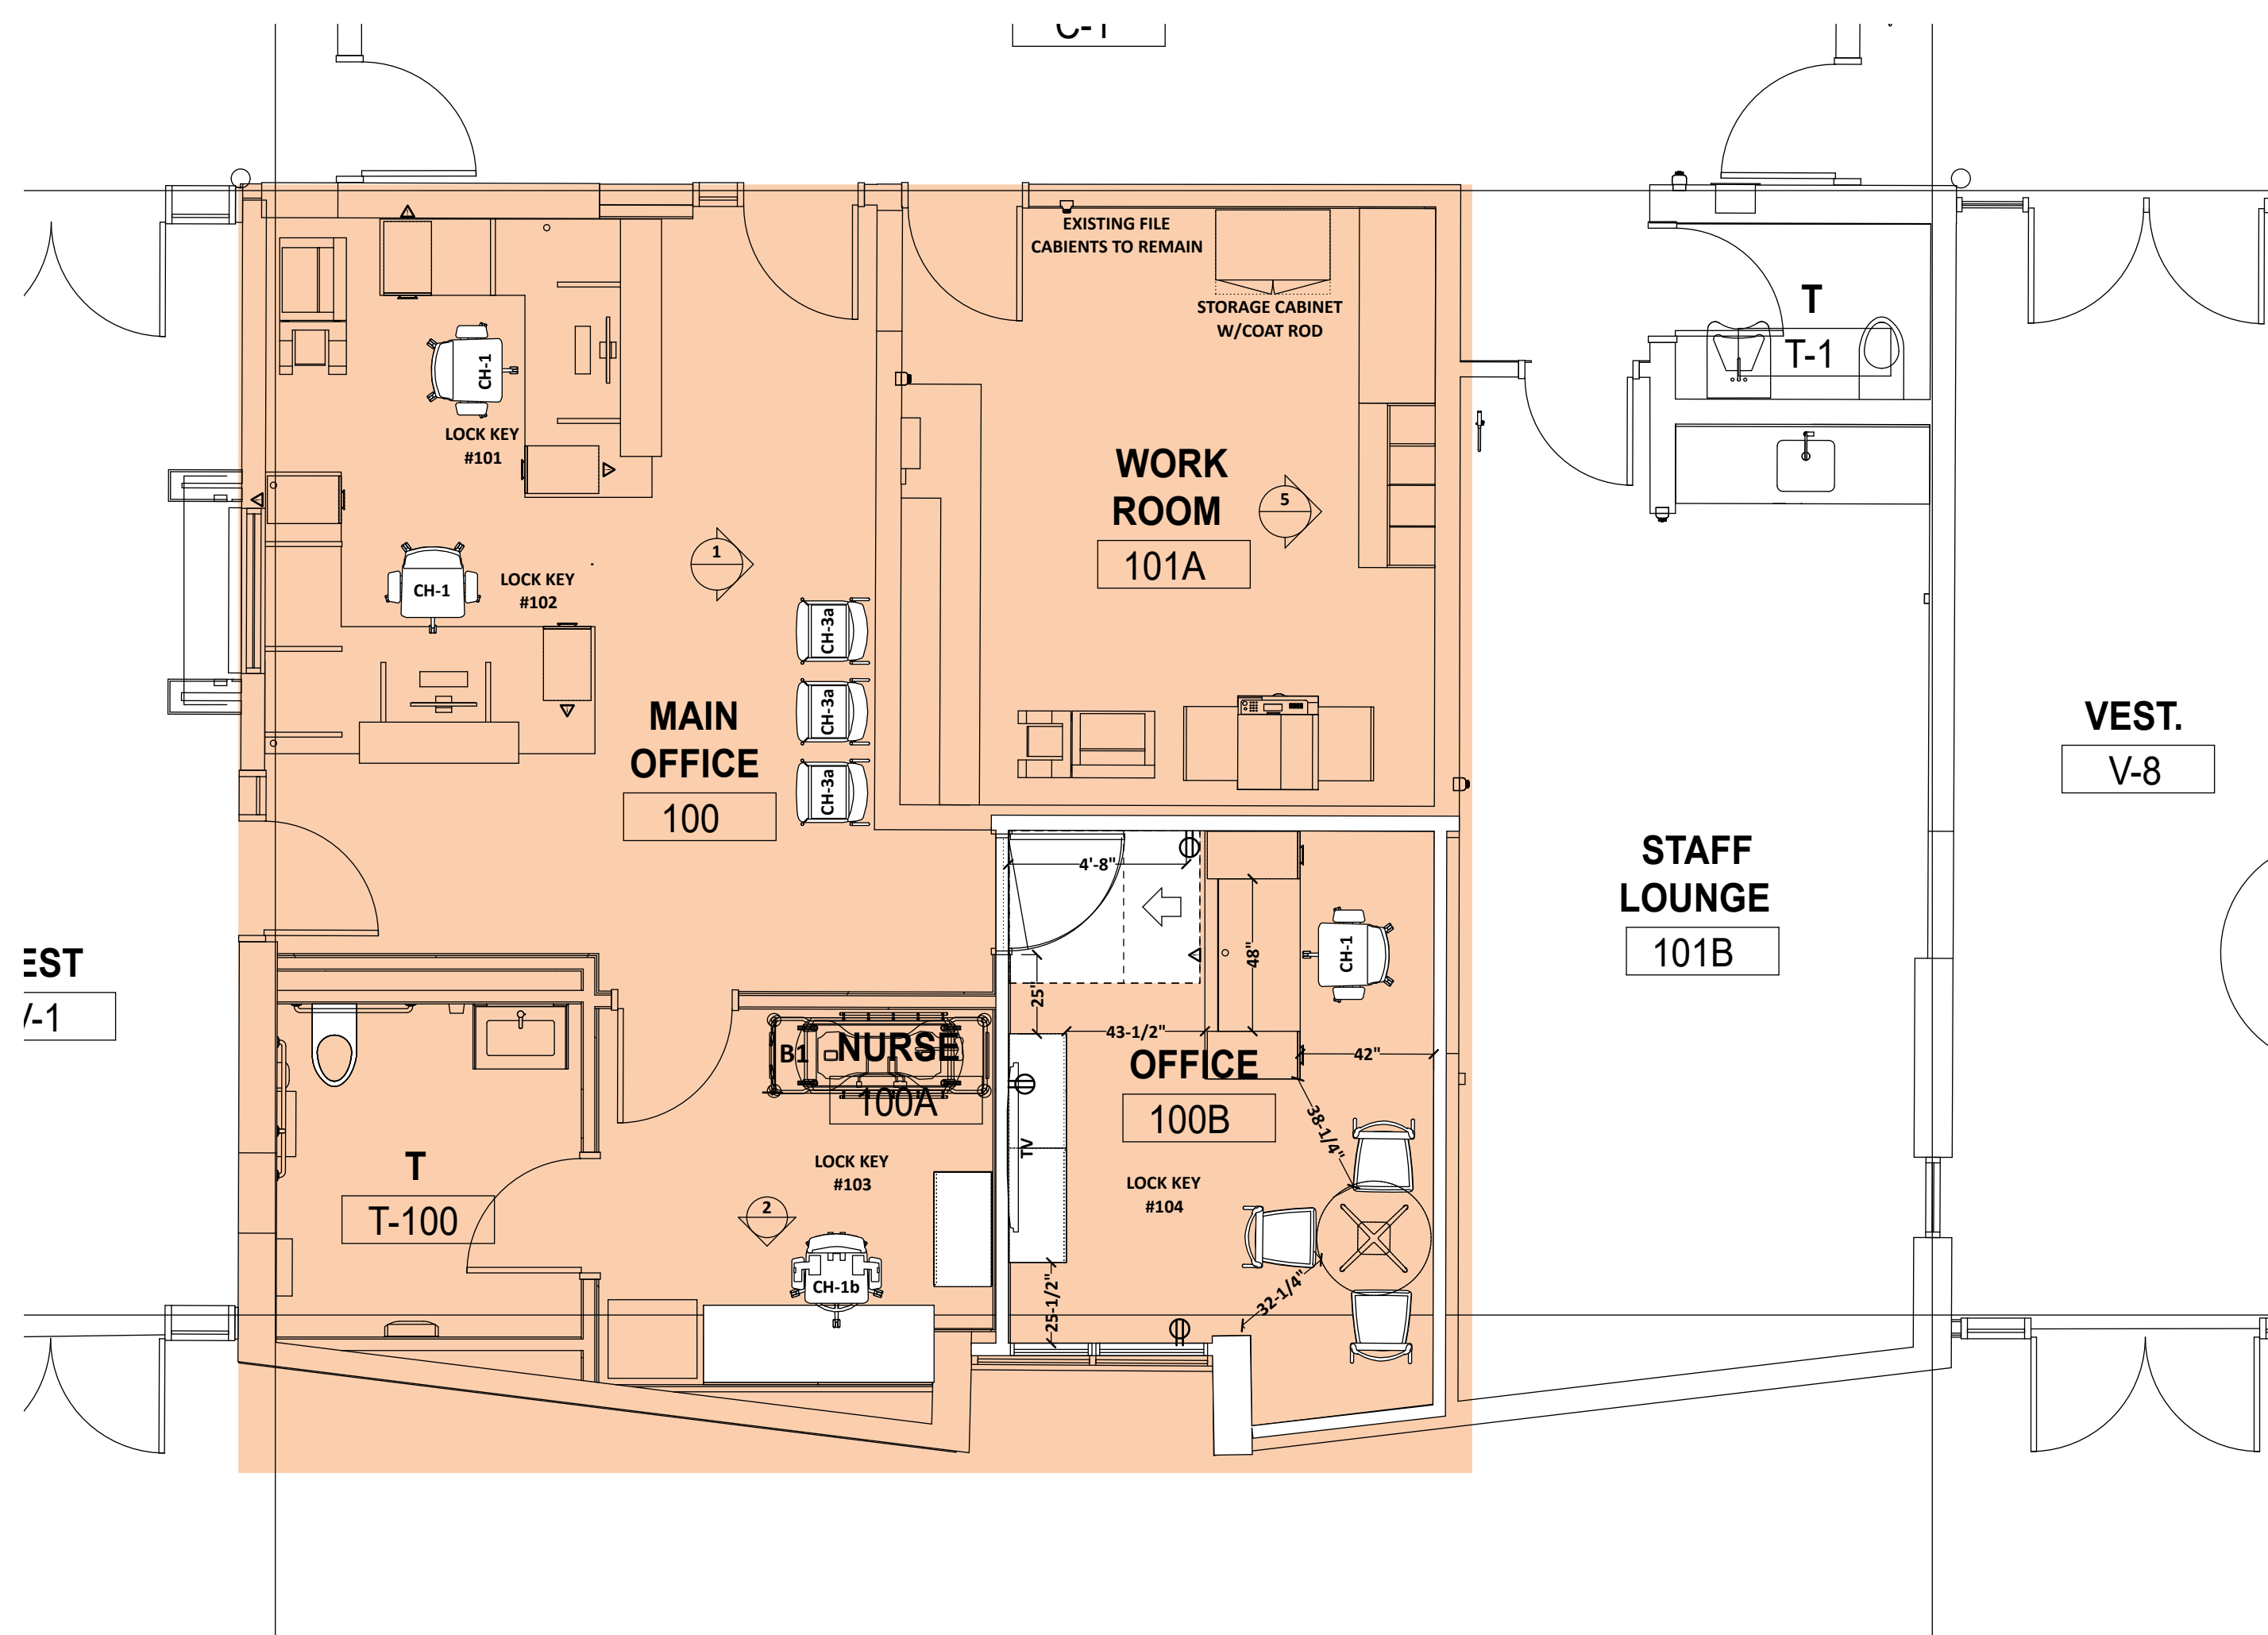 C-1
EXISTING FILE
CABIENTS TO REMAIN
STORAGE CABINET
W/COAT ROD
T
T-1
CH-1
LOCK KEY
#101
WORK
ROOM
101A
5
1
CH-1
LOCK KEY
#102
CH-3a
CH-3a
CH-3a
MAIN
OFFICE
100
VEST.
V-8
STAFF
LOUNGE
101B
EST
V-1
4'-8"
48"
CH-1
25"
43-1/2"
42"
B1
NURSE
100A
OFFICE
100B
38-1/4"
TV
T
T-100
LOCK KEY
#103
LOCK KEY
#104
2
CH-1b
25-1/2"
32-1/4"